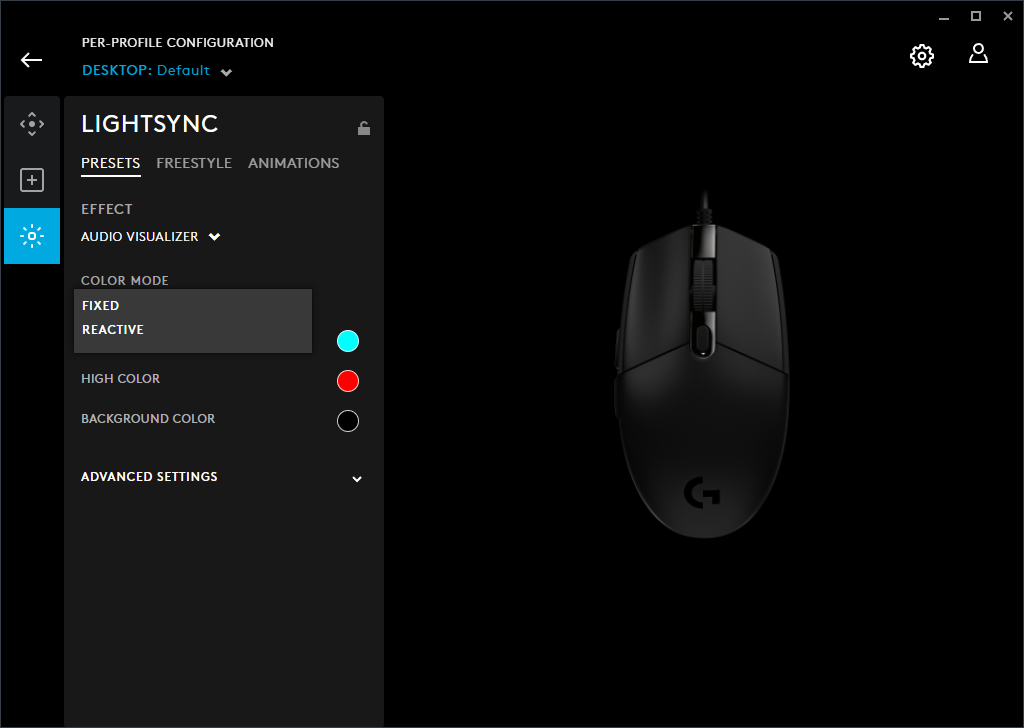 PER-PROFILE CONFIGURATION
DESKTOP: Default
LIGHTSYNC
PRESETS FREESTYLE ANIMATIONS
EFFECT
AUDIO VISUALIZER
COLOR MODE
FIXED
REACTIVE
HIGH COLOR
BACKGROUND COLOR
ADVANCED SETTINGS
G